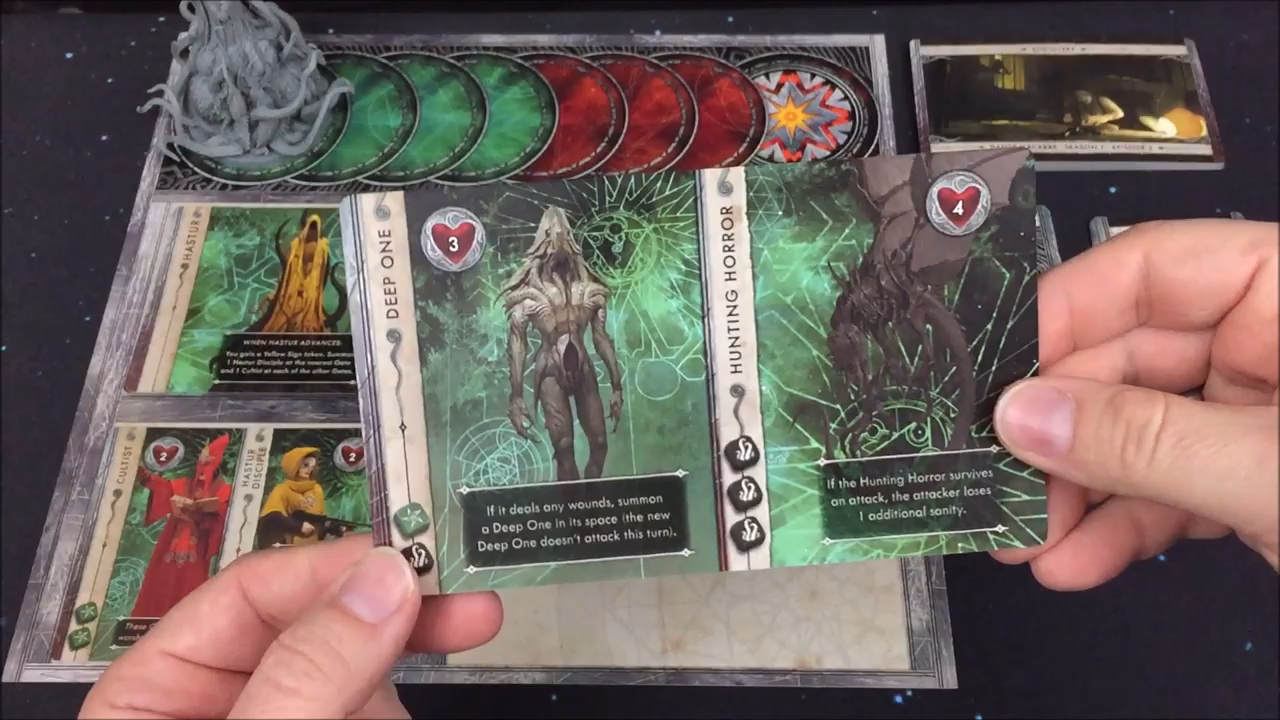 HASTUR
WHEN HASTUR ADVANCES:
You gain a Yellow Sign token. Summon
1 Hastur Disciple at the nearest Gate
and 1 Cultist at each of the other Gates.
DEEP ONE
3
If it deals any wounds, summon
a Deep One in its space (the new
Deep One doesn't attack this turn).
HUNTING HORROR
4
If the Hunting Horror survives
an attack, the attacker loses
1 additional sanity.
CULTIST
2
These
HASTUR
DISCIPLE
2